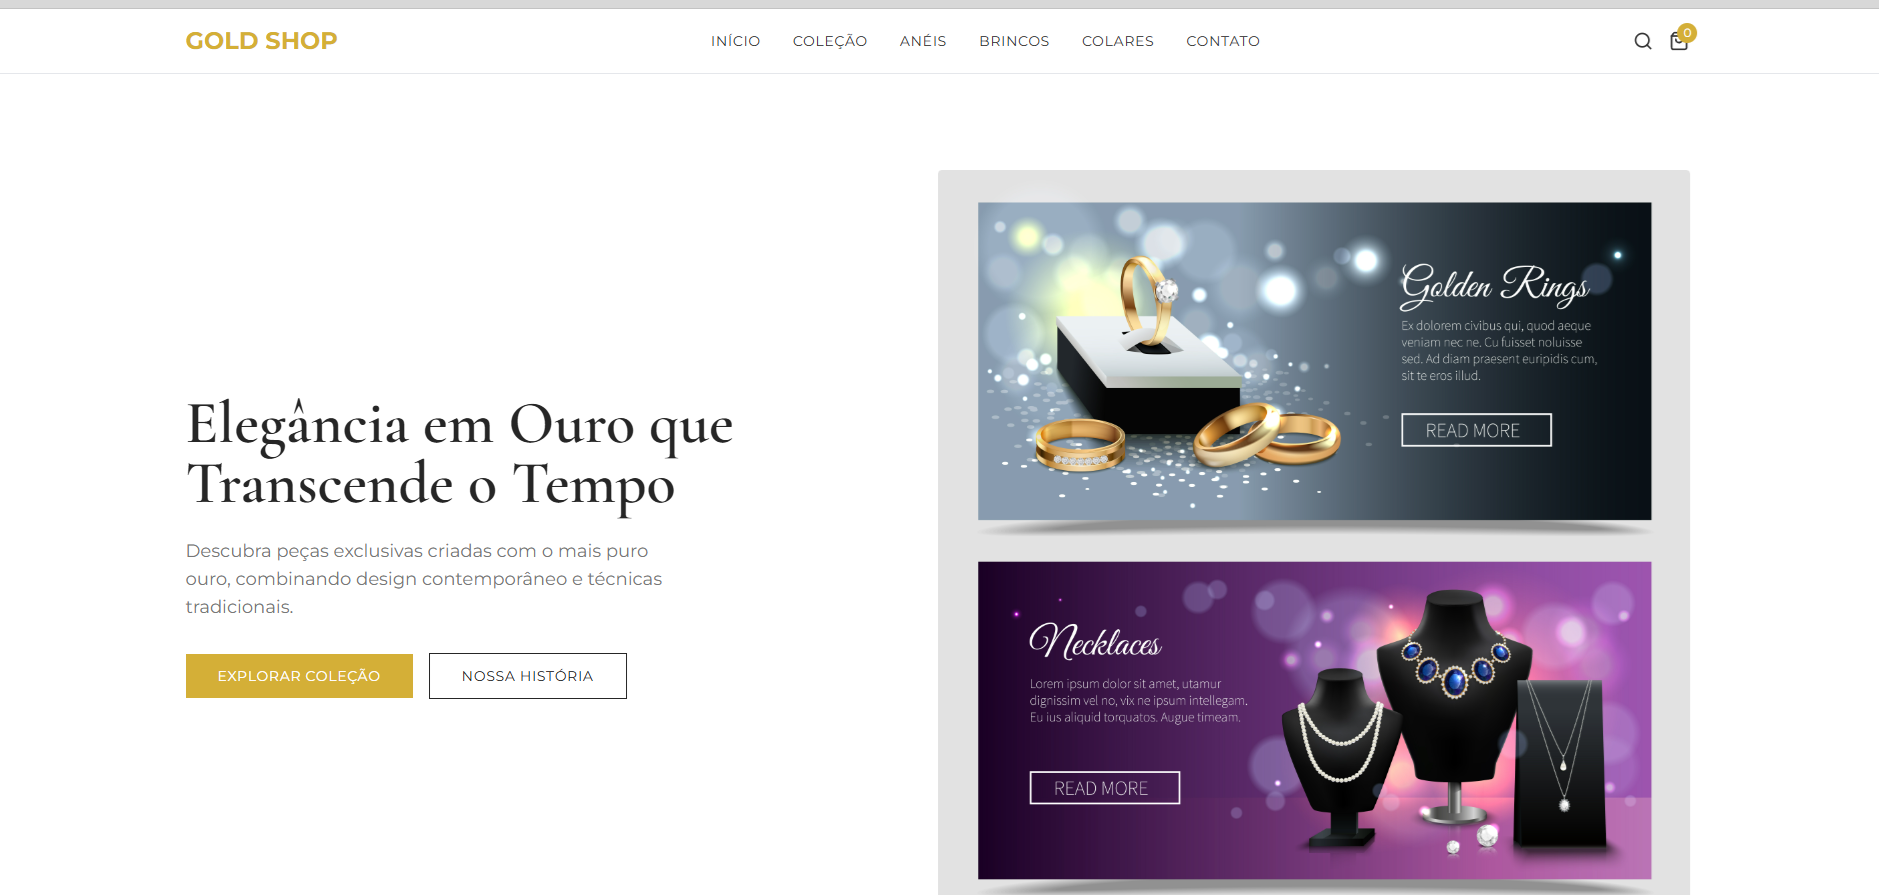 GOLD SHOP
INÍCIO COLEÇÃO ANÉIS BRINCOS COLARES CONTATO
0
Elegância em Ouro que
Transcende o Tempo
Descubra peças exclusivas criadas com o mais puro
ouro, combinando design contemporâneo e técnicas
tradicionais.
EXPLORAR COLEÇÃO
NOSSA HISTÓRIA
Golden Rings
Ex dolorem civibus qui, quod aeque
veniam nec ne. Cu fuisset noluisse
sed. Ad diam praesent euripidis cum,
sit te eros illud.
READ MORE
Necklaces
Lorem ipsum dolor sit amet, utamur
dignissim vel no, vix ne ipsum intellegam.
Eu ius aliquid torquatos. Augue timeam.
READ MORE